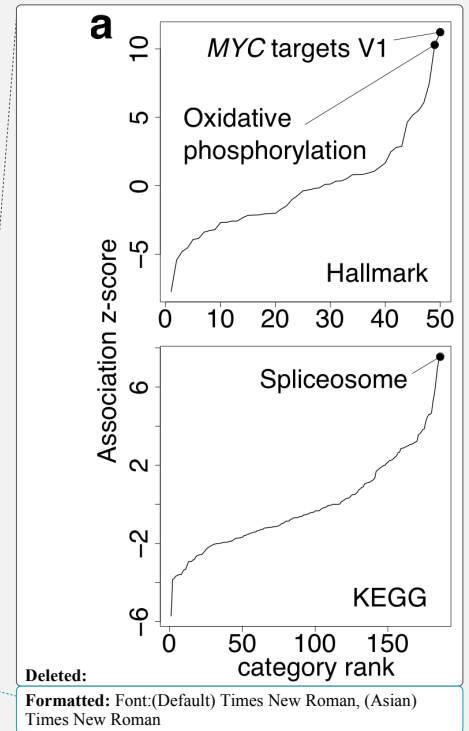 a
MYC targets V1
Oxidative
phosphorylation
Hallmark
10
5
0
−5
0 10 20 30 40 50
Association z-score
Spliceosome
KEGG
6
2
−2
−6
0 50 100 150
category rank
Deleted:
Formatted: Font:(Default) Times New Roman, (Asian)
Times New Roman